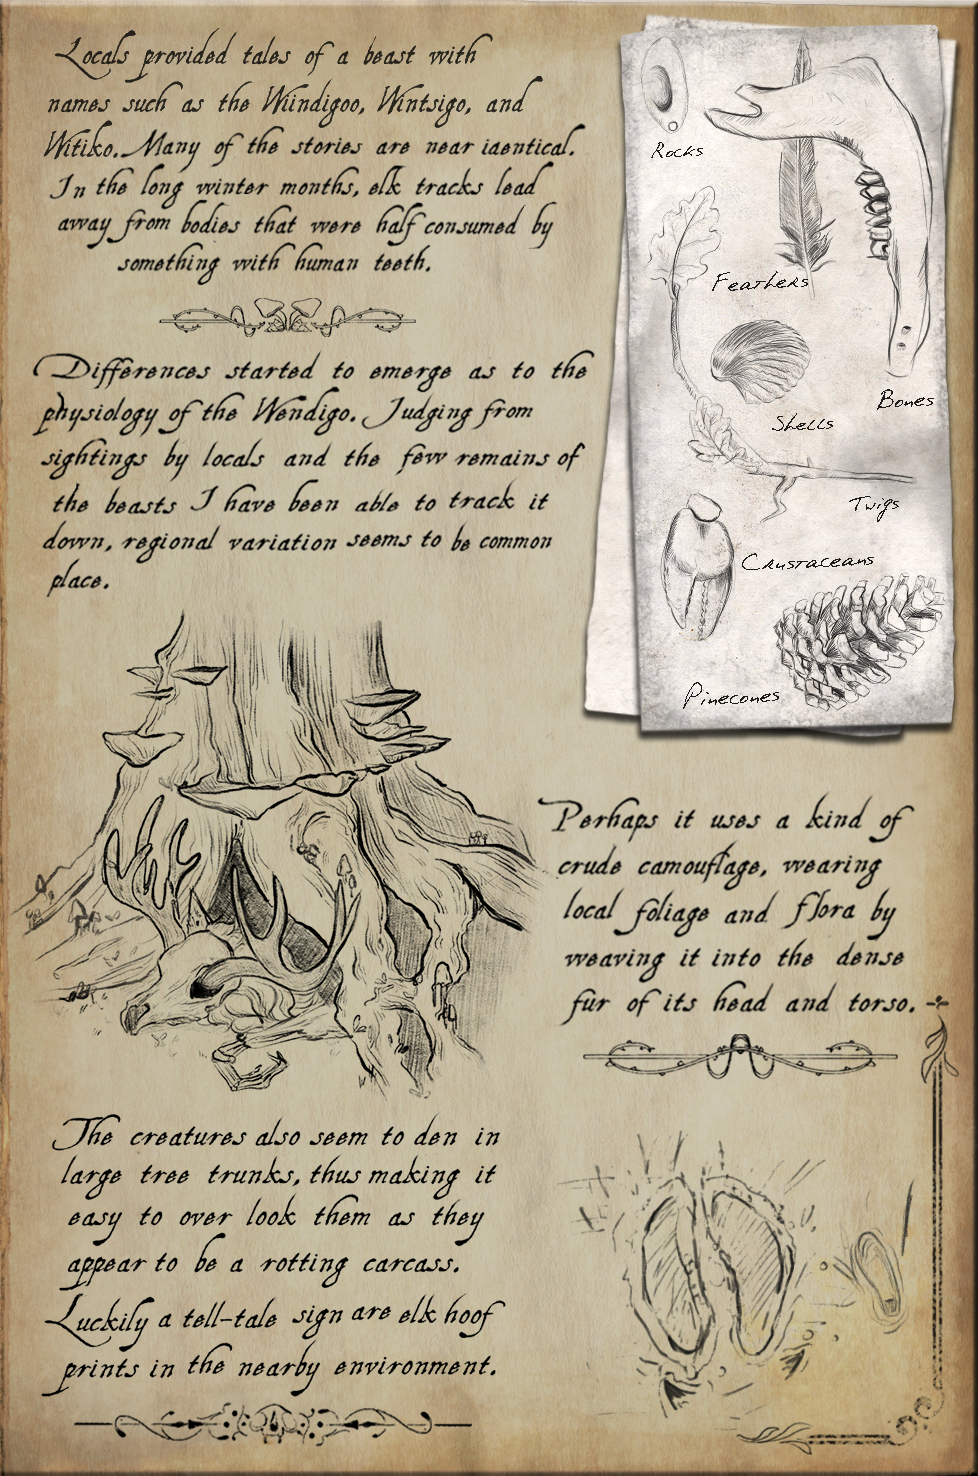 Locals provided tales of a beast with
names such as the Wiindigoo, Wintsigo, and
Witiko. Many of the stories are near identical.
In the long winter months, elk tracks lead
away from bodies that were half consumed by
something with human teeth.
Differences started to emerge as to the
physiology of the Wendigo. Judging from
sightings by locals and the few remains of
the beasts I have been able to track it
down, regional variation seems to be common
place.
Rocks
Feathers
Bones
Shells
Twigs
Crustaceans
Pinecones
Perhaps it uses a kind of
crude camouflage, wearing
local foliage and flora by
weaving it into the dense
fur of its head and torso.
The creatures also seem to den in
large tree trunks, thus making it
easy to over look them as they
appear to be a rotting carcass.
Luckily a tell-tale sign are elk hoof
prints in the nearby environment.